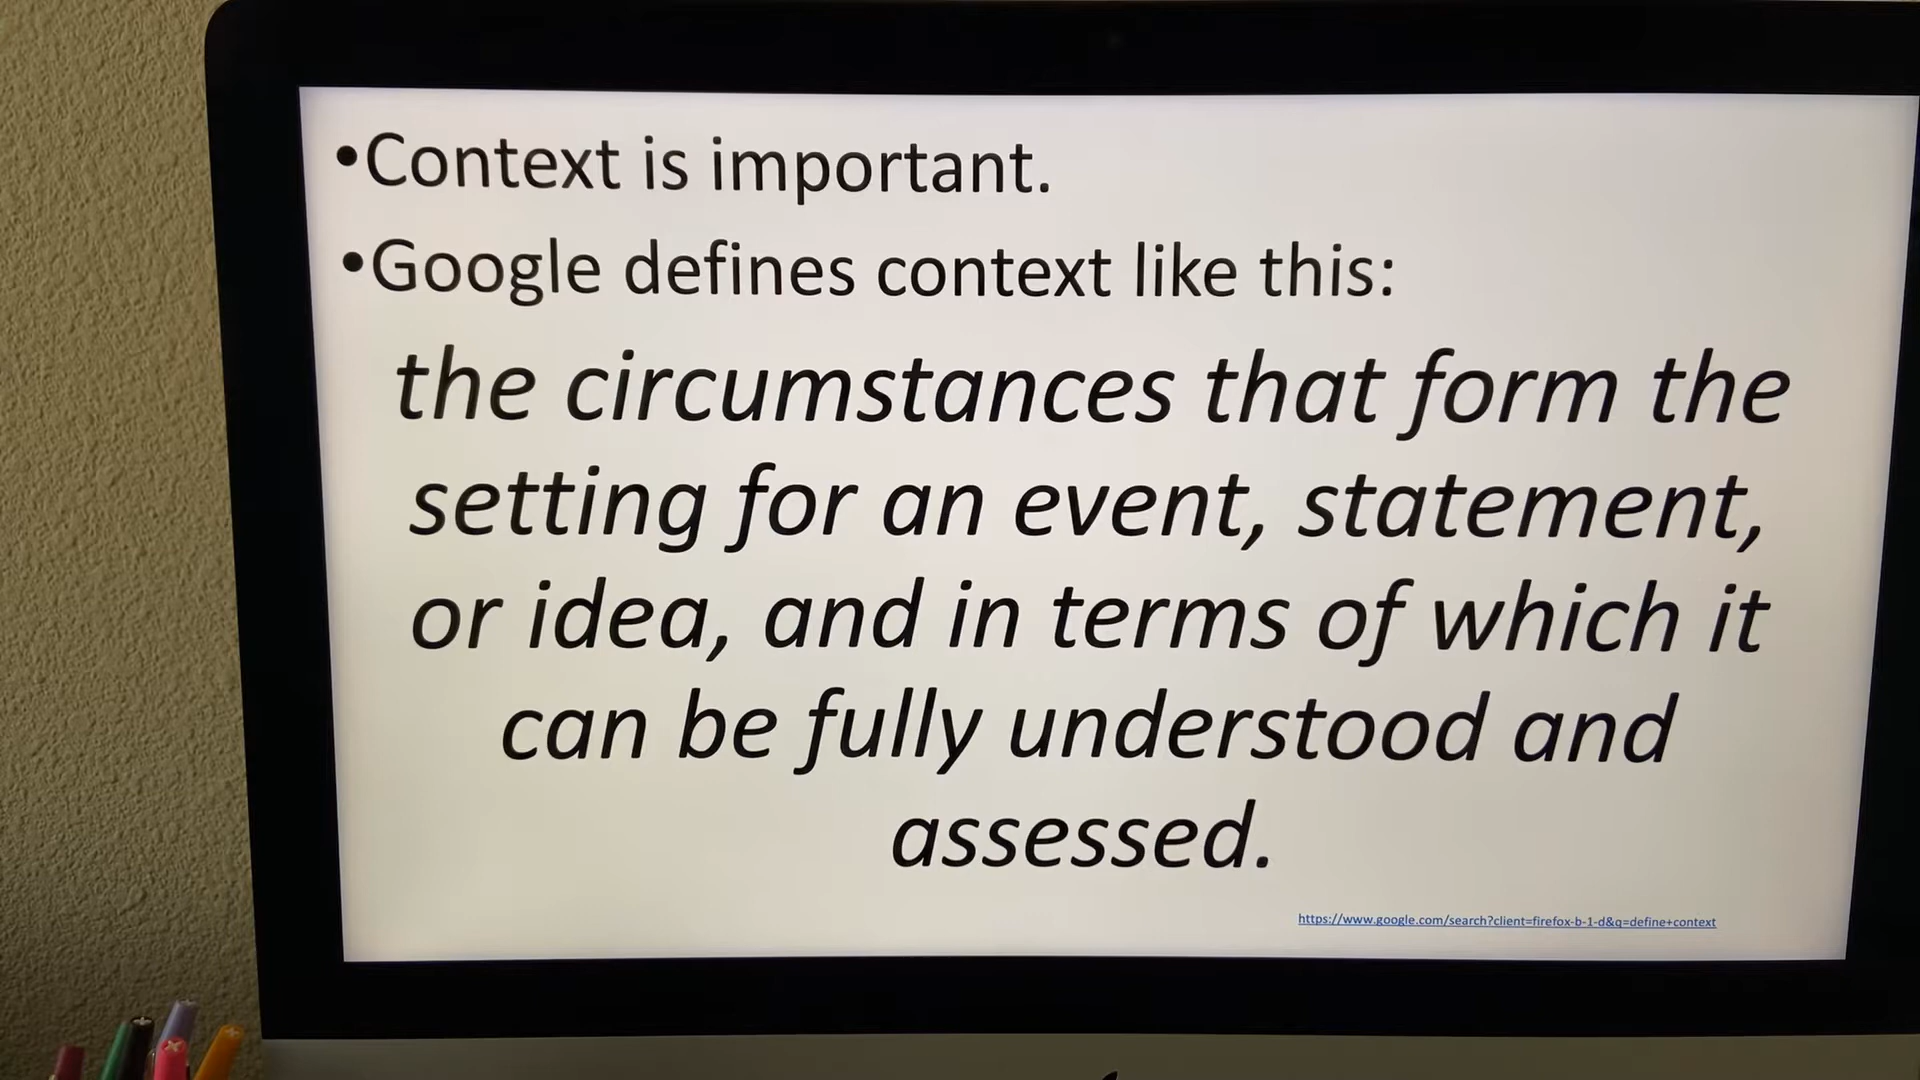 •Context is important.
•Google defines context like this:
the circumstances that form the
setting for an event, statement,
or idea, and in terms of which it
can be fully understood and
assessed.
https://www.google.com/search?client=firefox-b-1-d&q=define+context